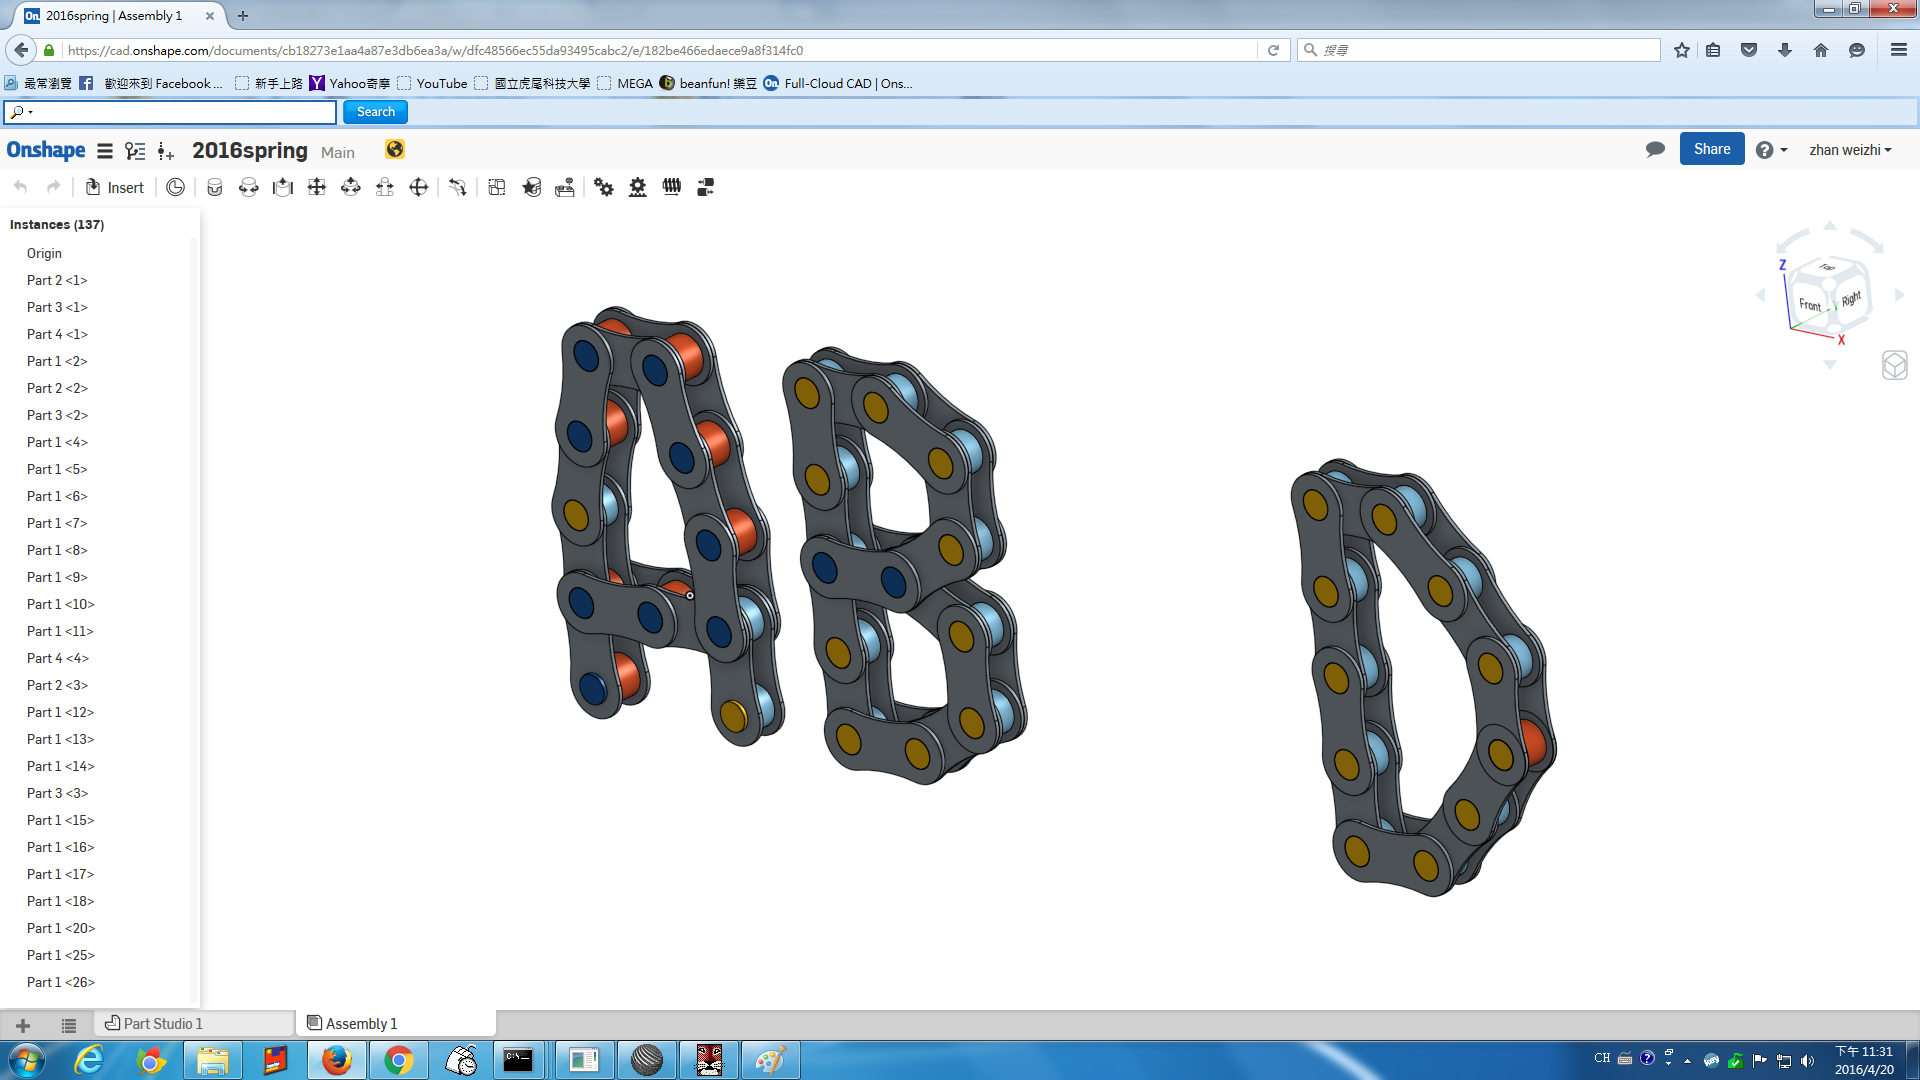 2016spring | Assembly 1
https://cad.onshape.com/documents/cb18273e1aa4a87e3db6ea3a/w/dfc48566ec55da93495cabc2/e/182be466edaece9a8f314fc0
搜尋
最常瀏覽 歡迎來到 Facebook ... 新手上路 Yahoo奇摩 YouTube 國立虎尾科技大學 MEGA beanfun! 樂豆 Full-Cloud CAD | Ons...
Search
Onshape 2016spring Main Share zhan weizhi
Insert
Instances (137)
Origin
Part 2 <1>
Part 3 <1>
Part 4 <1>
Part 1 <2>
Part 2 <2>
Part 3 <2>
Part 1 <4>
Part 1 <5>
Part 1 <6>
Part 1 <7>
Part 1 <8>
Part 1 <9>
Part 1 <10>
Part 1 <11>
Part 4 <4>
Part 2 <3>
Part 1 <12>
Part 1 <13>
Part 1 <14>
Part 3 <3>
Part 1 <15>
Part 1 <16>
Part 1 <17>
Part 1 <18>
Part 1 <20>
Part 1 <25>
Part 1 <26>
Z
Top
Front
Right
X
Part Studio 1
Assembly 1
CH
下午 11:31
2016/4/20